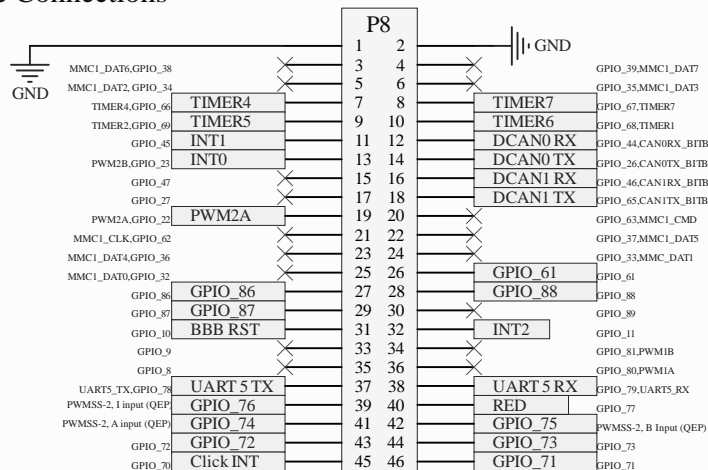 Connections
P8
1 2 GND
GND
MMC1_DAT6,GPIO_38 3 4 GPIO_39,MMC1_DAT7
MMC1_DAT2, GPIO_34 5 6 GPIO_35,MMC1_DAT3
TIMER4,GPIO_66 TIMER4 7 8 TIMER7 GPIO_67,TIMER7
TIMER2,GPIO_69 TIMER5 9 10 TIMER6 GPIO_68,TIMER1
GPIO_45 INT1 11 12 DCAN0 RX GPIO_44,CAN0RX_BITB
PWM2B,GPIO_23 INT0 13 14 DCAN0 TX GPIO_26,CAN0TX_BITB
GPIO_47 15 16 DCAN1 RX GPIO_46,CAN1RX_BITB
GPIO_27 17 18 DCAN1 TX GPIO_65,CAN1TX_BITB
PWM2A,GPIO_22 PWM2A 19 20 GPIO_63,MMC1_CMD
MMC1_CLK,GPIO_62 21 22 GPIO_37,MMC1_DAT5
MMC1_DAT4,GPIO_36 23 24 GPIO_33,MMC_DAT1
MMC1_DAT0,GPIO_32 25 26 GPIO_61 GPIO_61
GPIO_86 GPIO_86 27 28 GPIO_88 GPIO_88
GPIO_87 GPIO_87 29 30 GPIO_89
GPIO_10 BBB RST 31 32 INT2 GPIO_11
GPIO_9 33 34 GPIO_81,PWM1B
GPIO_8 35 36 GPIO_80,PWM1A
UART5_TX,GPIO_78 UART 5 TX 37 38 UART 5 RX GPIO_79,UART5_RX
PWMSS-2, I input (QEP) GPIO_76 39 40 RED GPIO_77
PWMSS-2, A input (QEP) GPIO_74 41 42 GPIO_75 PWMSS-2, B Input (QEP)
GPIO_72 GPIO_72 43 44 GPIO_73 GPIO_73
GPIO_70 Click INT 45 46 GPIO_71 GPIO_71